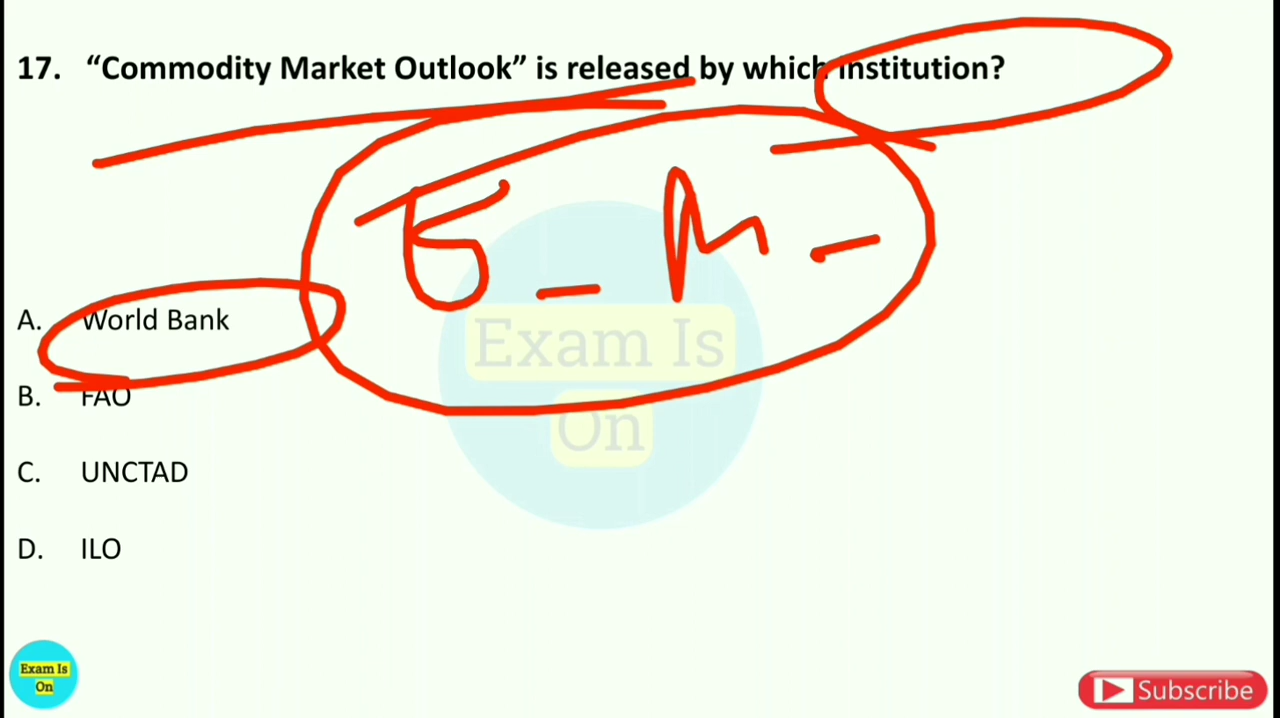 17. “Commodity Market Outlook” is released by which institution?
6 - M -
A. World Bank
Exam Is
On
B. FAO
C. UNCTAD
D. ILO
Exam Is
On
Subscribe